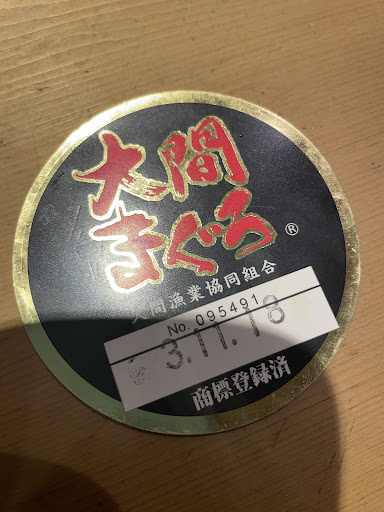 大間
まぐろ®
大間漁業協同組合
No. 095491
3.11.18
商標登録済